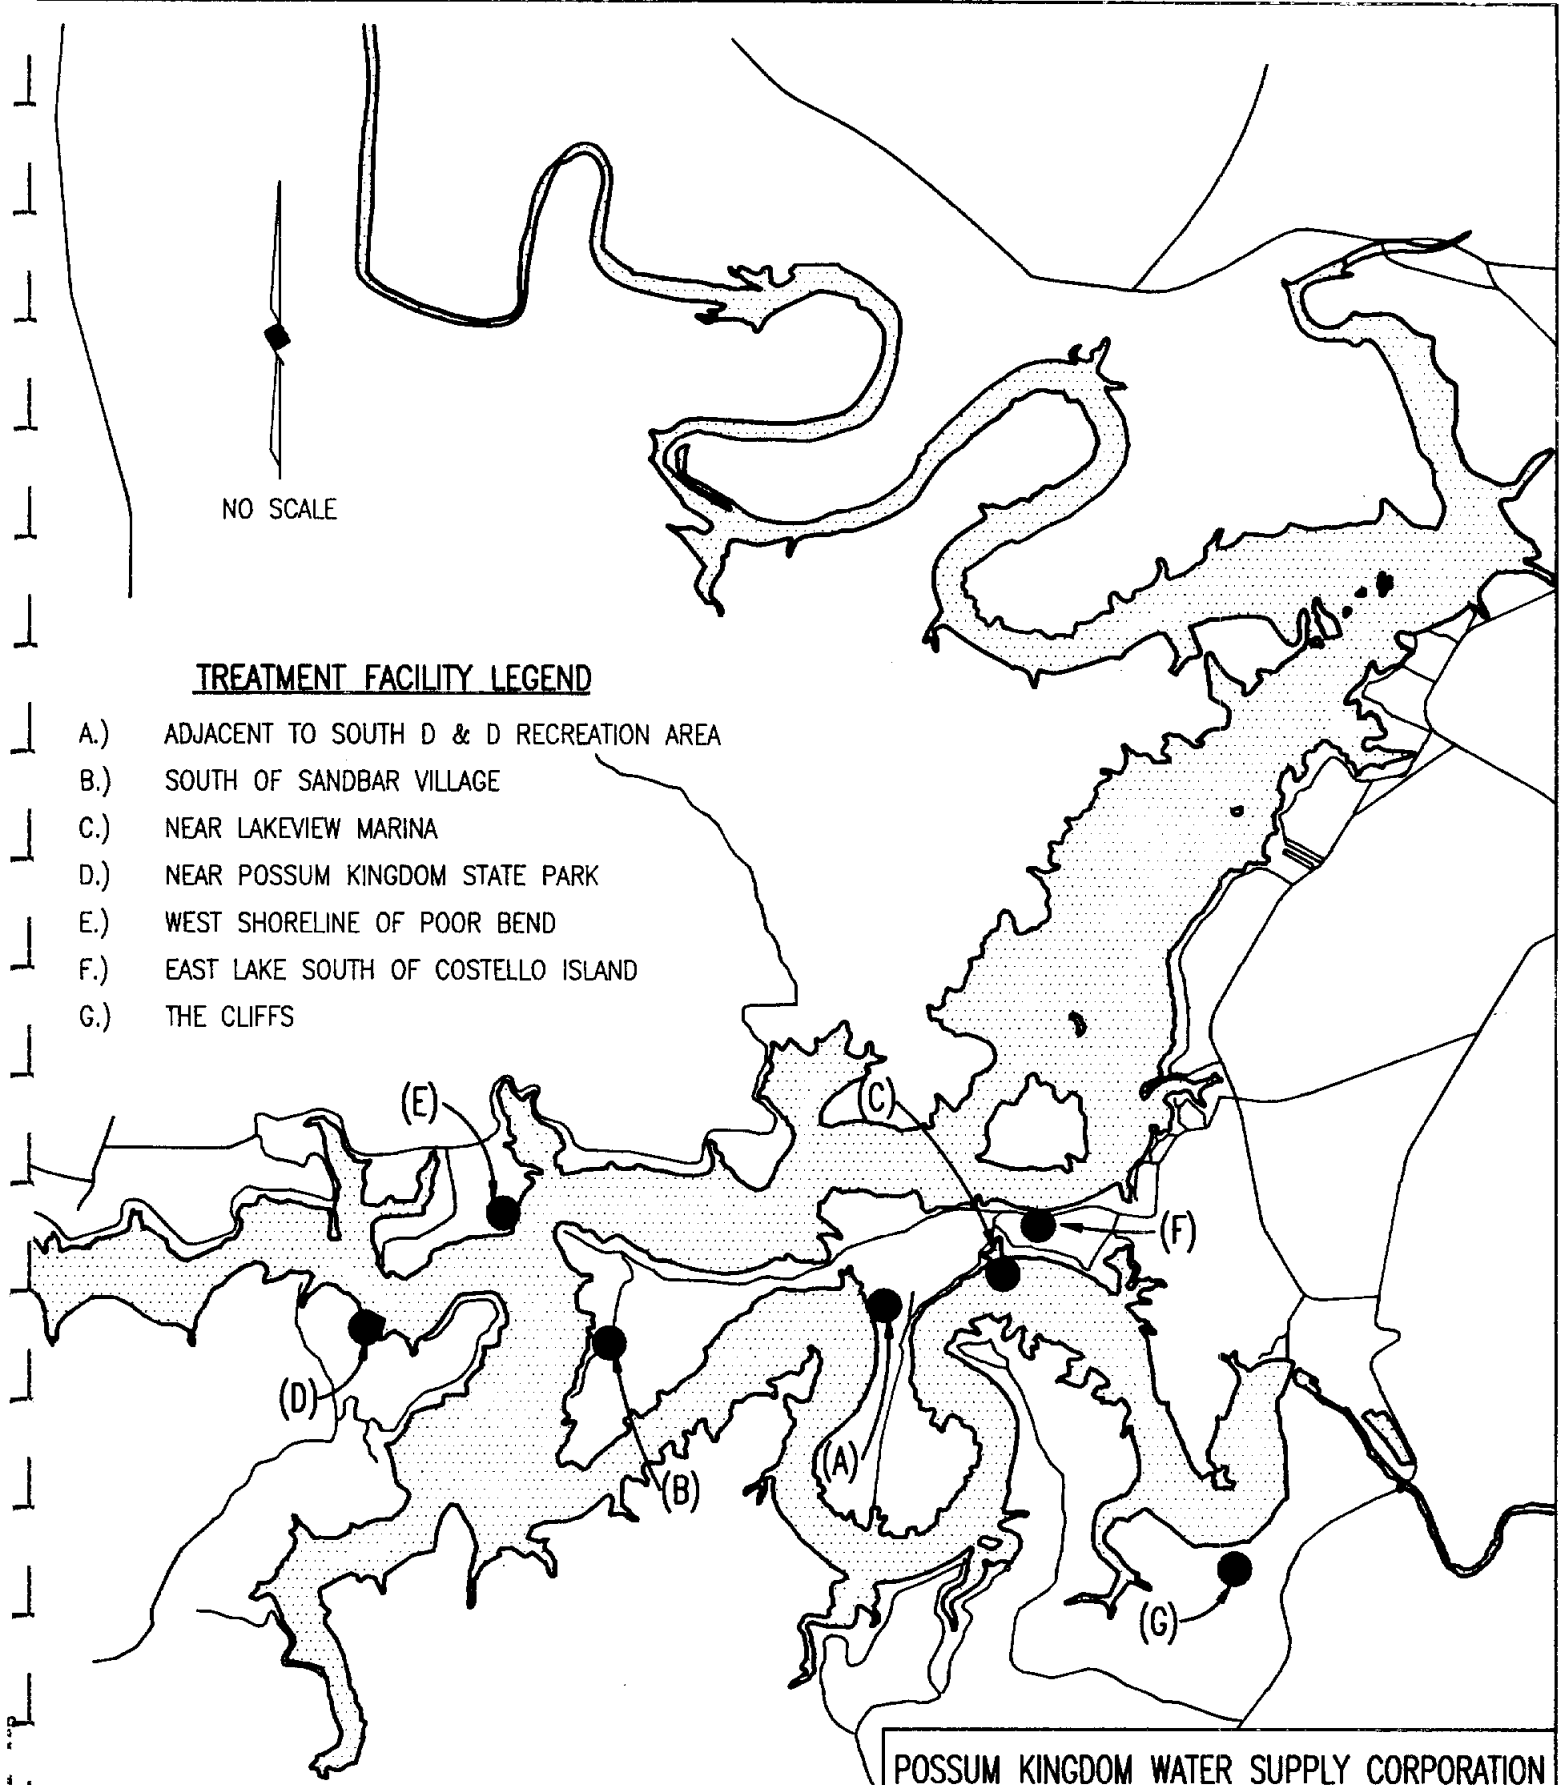 NO SCALE
TREATMENT FACILITY LEGEND
A.) ADJACENT TO SOUTH D & D RECREATION AREA
B.) SOUTH OF SANDBAR VILLAGE
C.) NEAR LAKEVIEW MARINA
D.) NEAR POSSUM KINGDOM STATE PARK
E.) WEST SHORELINE OF POOR BEND
F.) EAST LAKE SOUTH OF COSTELLO ISLAND
G.) THE CLIFFS
(E)
(C)
(F)
(D)
(A)
(B)
(G)
POSSUM KINGDOM WATER SUPPLY CORPORATION